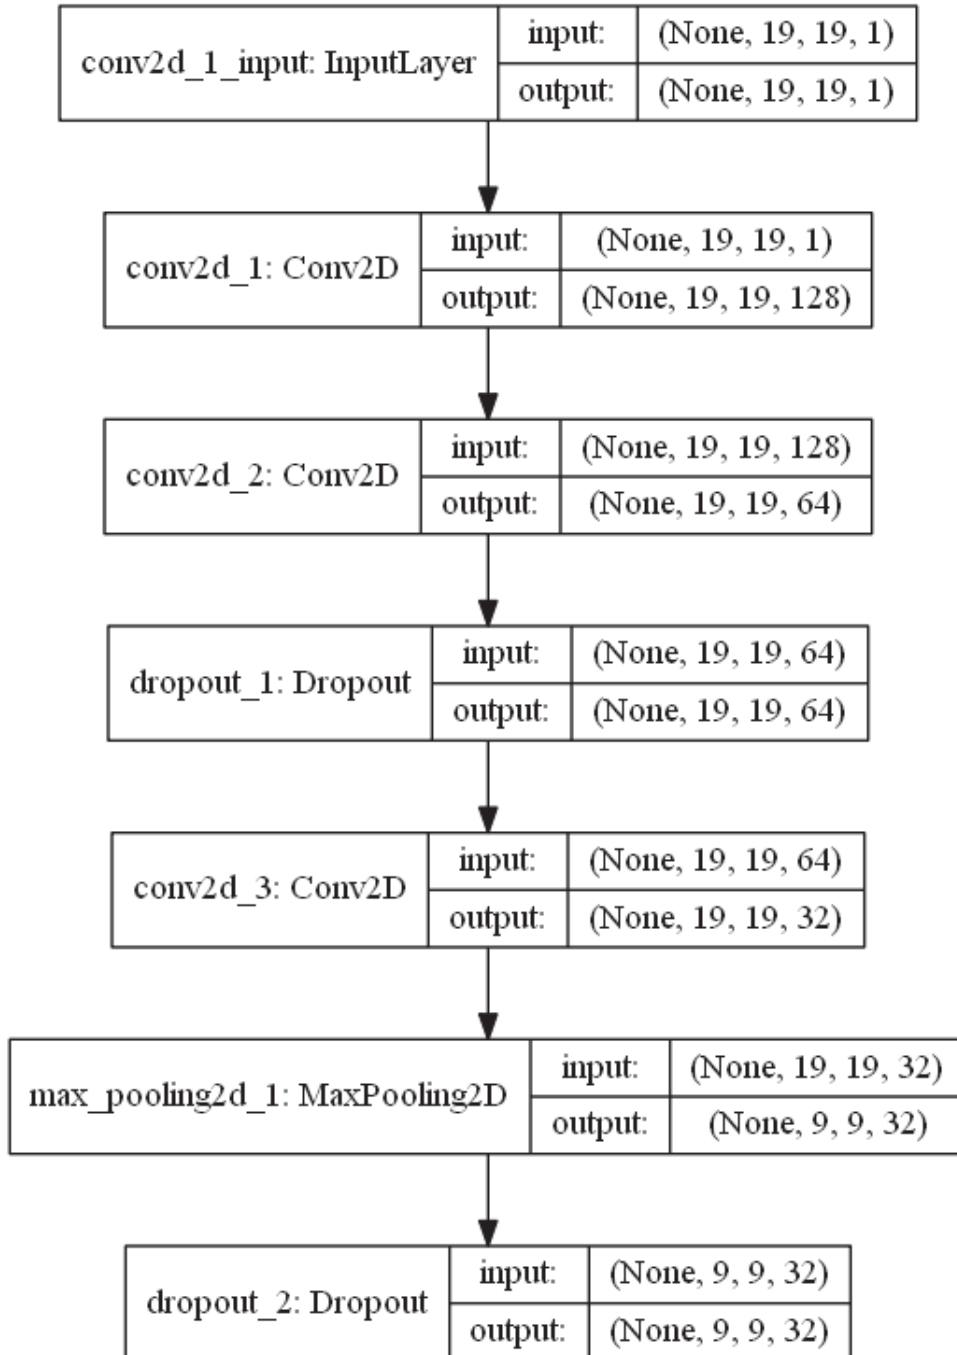 conv2d_1_input: InputLayer
input: (None, 19, 19, 1)
output: (None, 19, 19, 1)
conv2d_1: Conv2D
input: (None, 19, 19, 1)
output: (None, 19, 19, 128)
conv2d_2: Conv2D
input: (None, 19, 19, 128)
output: (None, 19, 19, 64)
dropout_1: Dropout
input: (None, 19, 19, 64)
output: (None, 19, 19, 64)
conv2d_3: Conv2D
input: (None, 19, 19, 64)
output: (None, 19, 19, 32)
max_pooling2d_1: MaxPooling2D
input: (None, 19, 19, 32)
output: (None, 9, 9, 32)
dropout_2: Dropout
input: (None, 9, 9, 32)
output: (None, 9, 9, 32)